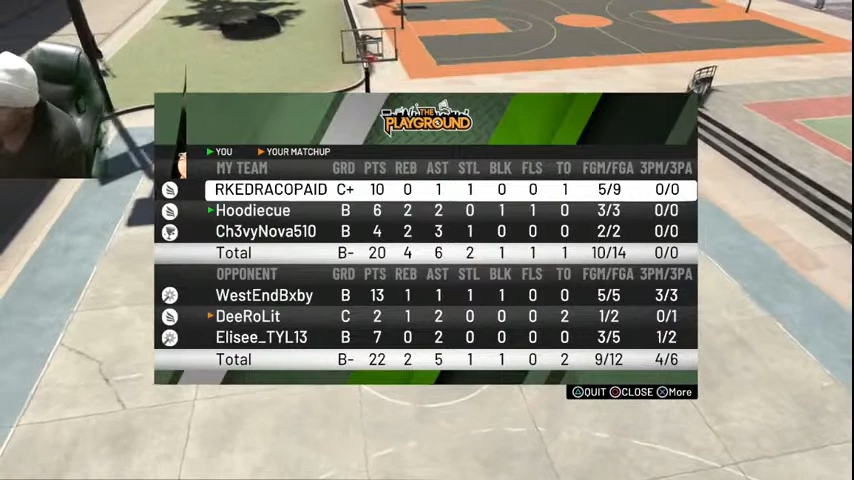 THE PLAYGROUND
YOU YOUR MATCHUP
MY TEAM GRD PTS REB AST STL BLK FLS TO FGM/FGA 3PM/3PA
RKEDRACOPAID C+ 10 0 1 1 0 0 1 5/9 0/0
Hoodiecue B 6 2 2 0 1 1 0 3/3 0/0
Ch3vyNova510 B 4 2 3 1 0 0 0 2/2 0/0
Total B- 20 4 6 2 1 1 1 10/14 0/0
OPPONENT GRD PTS REB AST STL BLK FLS TO FGM/FGA 3PM/3PA
WestEndBxby B 13 1 1 1 1 0 0 5/5 3/3
DeeRoLit C 2 1 2 0 0 0 2 1/2 0/1
Elisee_TYL13 B 7 0 2 0 0 0 0 3/5 1/2
Total B- 22 2 5 1 1 0 2 9/12 4/6
QUIT CLOSE More